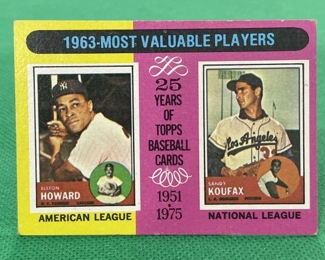 1963-MOST VALUABLE PLAYERS
25
YEARS
OF
TOPPS
BASEBALL
CARDS
1951
1975
ELSTON
HOWARD
AMERICAN LEAGUE
Los Angeles
SANDY
KOUFAX
NATIONAL LEAGUE